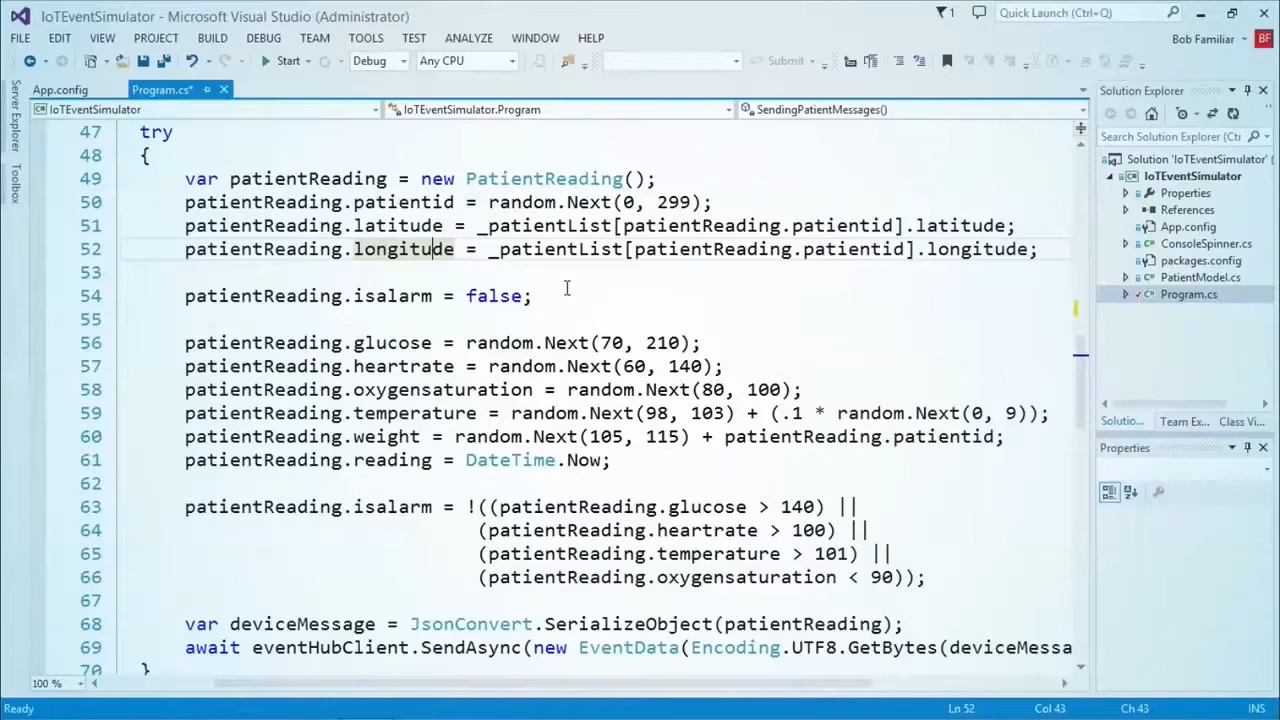 IoTEventSimulator - Microsoft Visual Studio (Administrator)
1
Quick Launch (Ctrl+Q)
FILE EDIT VIEW PROJECT BUILD DEBUG TEAM TOOLS TEST ANALYZE WINDOW HELP
Bob Familiar BF
Start Debug Any CPU Submit
Server Explorer
Toolbox
App.config Program.cs*
IoTEventSimulator IoTEventSimulator.Program SendingPatientMessages()
47 try
48 {
49 var patientReading = new PatientReading();
50 patientReading.patientid = random.Next(0, 299);
51 patientReading.latitude = _patientList[patientReading.patientid].latitude;
52 patientReading.longitude = _patientList[patientReading.patientid].longitude;
53
54 patientReading.isalarm = false;
55
56 patientReading.glucose = random.Next(70, 210);
57 patientReading.heartrate = random.Next(60, 140);
58 patientReading.oxygensaturation = random.Next(80, 100);
59 patientReading.temperature = random.Next(98, 103) + (.1 * random.Next(0, 9));
60 patientReading.weight = random.Next(105, 115) + patientReading.patientid;
61 patientReading.reading = DateTime.Now;
62
63 patientReading.isalarm = !((patientReading.glucose > 140) ||
64 (patientReading.heartrate > 100) ||
65 (patientReading.temperature > 101) ||
66 (patientReading.oxygensaturation < 90));
67
68 var deviceMessage = JsonConvert.SerializeObject(patientReading);
69 await eventHubClient.SendAsync(new EventData(Encoding.UTF8.GetBytes(deviceMessa
70 }
100 %
Solution Explorer
Search Solution Explorer (Ctrl
Solution 'IoTEventSimulator'
IoTEventSimulator
Properties
References
App.config
ConsoleSpinner.cs
packages.config
PatientModel.cs
Program.cs
Solutio... Team Ex... Class Vi...
Properties
Ready Ln 52 Col 43 Ch 43 INS